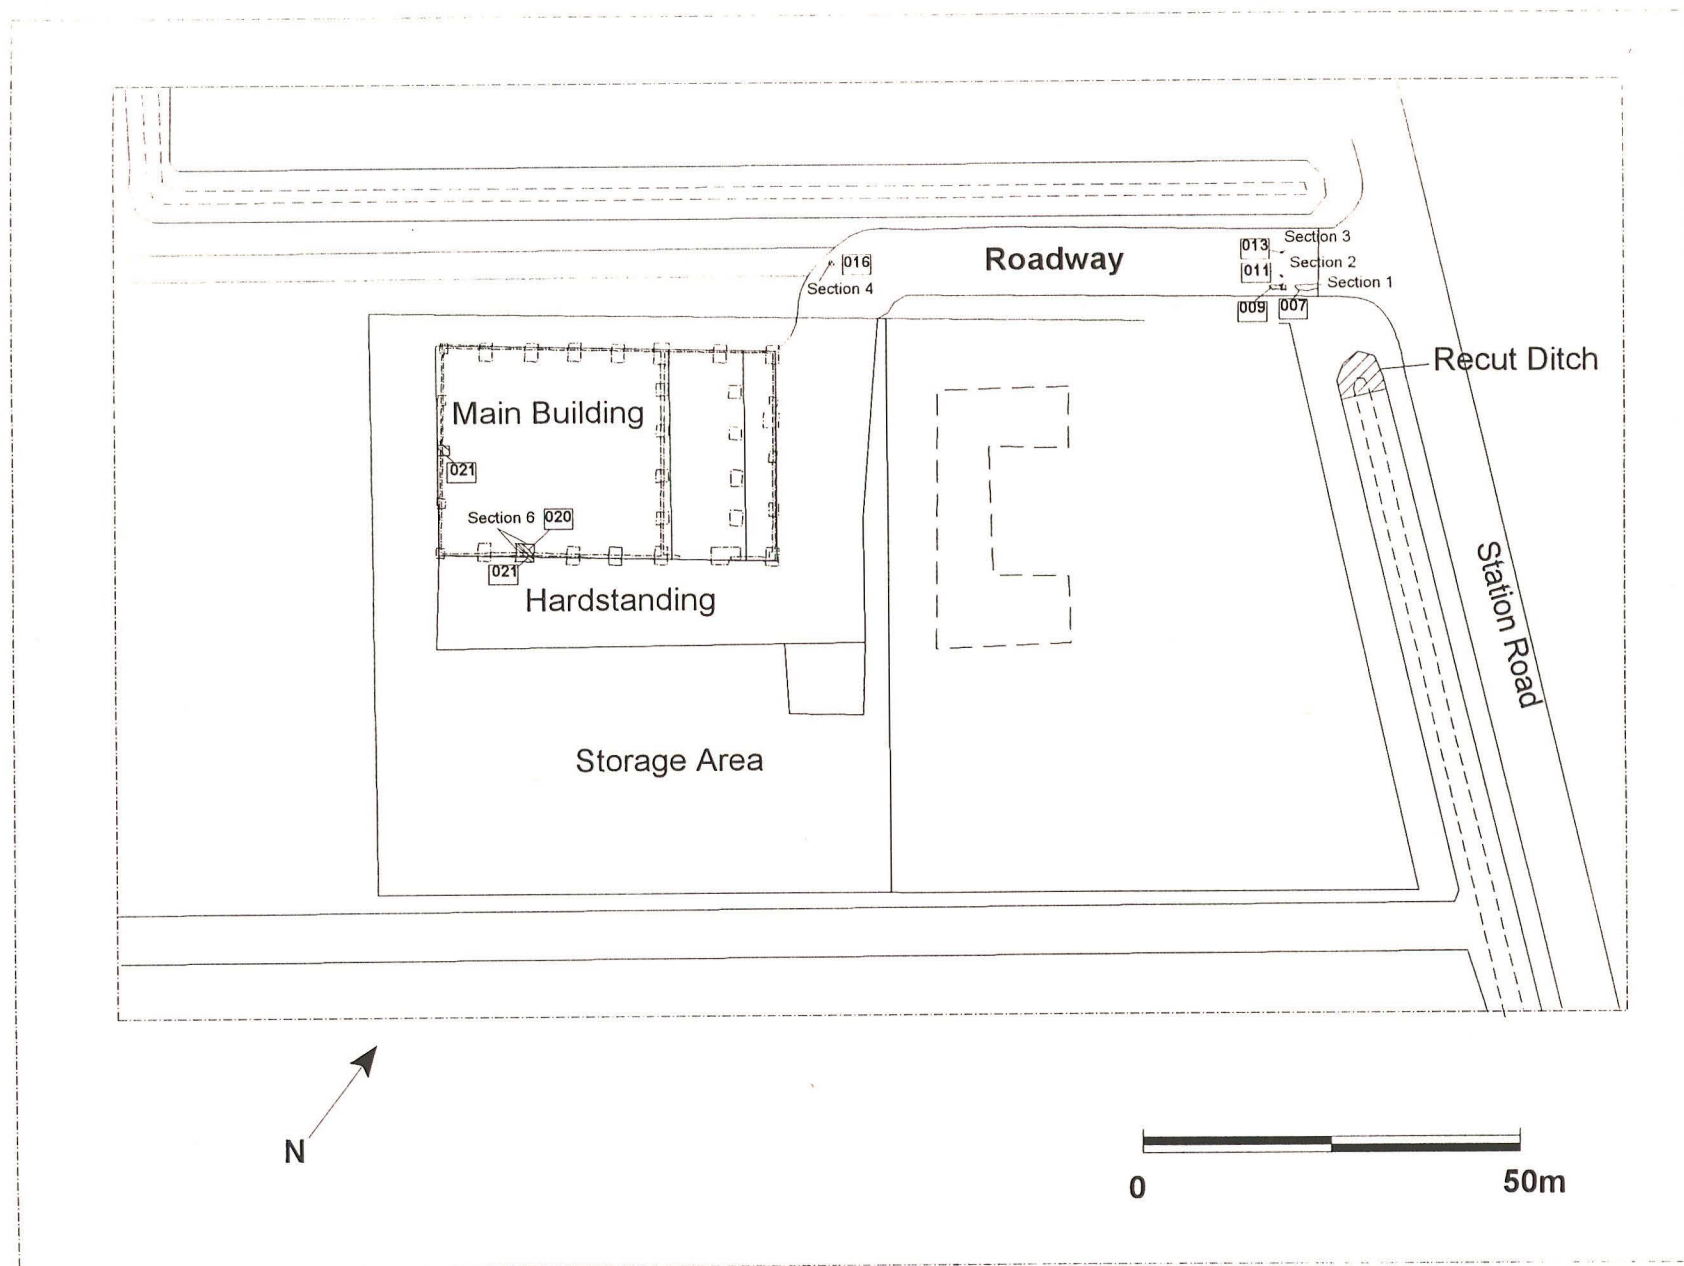 013
Section 3
Roadway
016
011
Section 2
Section 4
Section 1
009
007
Recut Ditch
Main Building
021
Section 6
020
021
Hardstanding
Station Road
Storage Area
N
0
50m